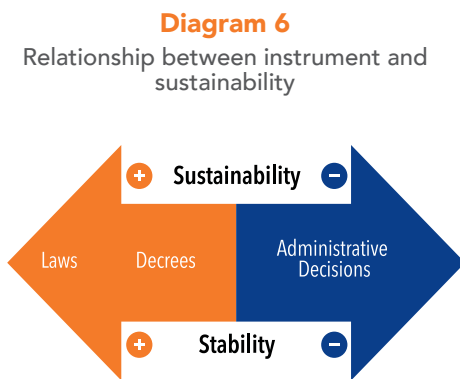 Diagram 6
Relationship between instrument and
sustainability
+ Sustainability −
Laws Decrees Administrative
Decisions
+ Stability −